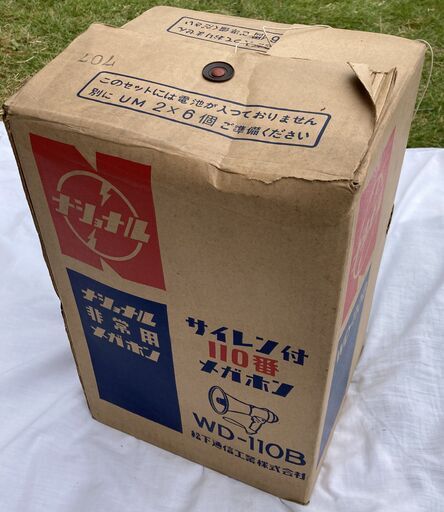 707
このセットには電池が入っておりません
別に UM 2×6 個 ご準備ください
ナショナル
ナショナル
非常用
メガホン
サイレン付
110番
メガホン
WD-110B
松下通信工業株式会社